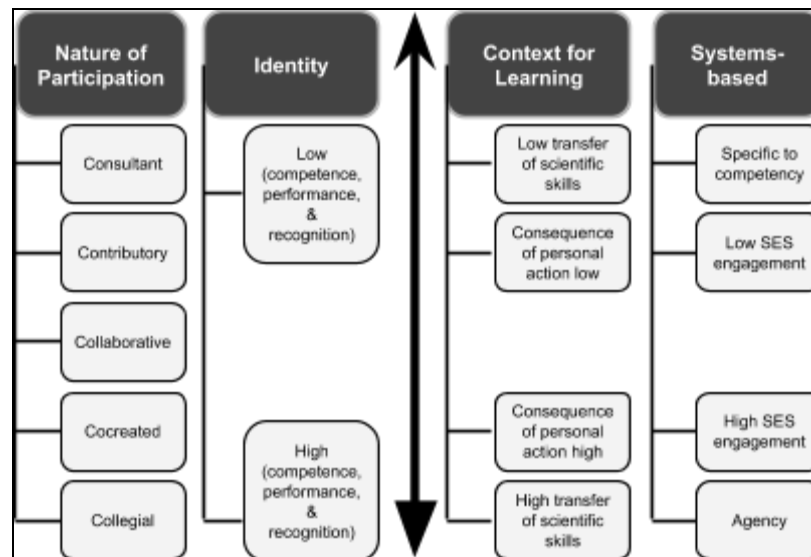 Nature of
Participation
Consultant
Contributory
Collaborative
Cocreated
Collegial
Identity
Low
(competence,
performance,
&
recognition)
High
(competence,
performance,
&
recognition)
Context for
Learning
Low transfer
of scientific
skills
Consequence
of personal
action low
Consequence
of personal
action high
High transfer
of scientific
skills
Systems-
based
Specific to
competency
Low SES
engagement
High SES
engagement
Agency